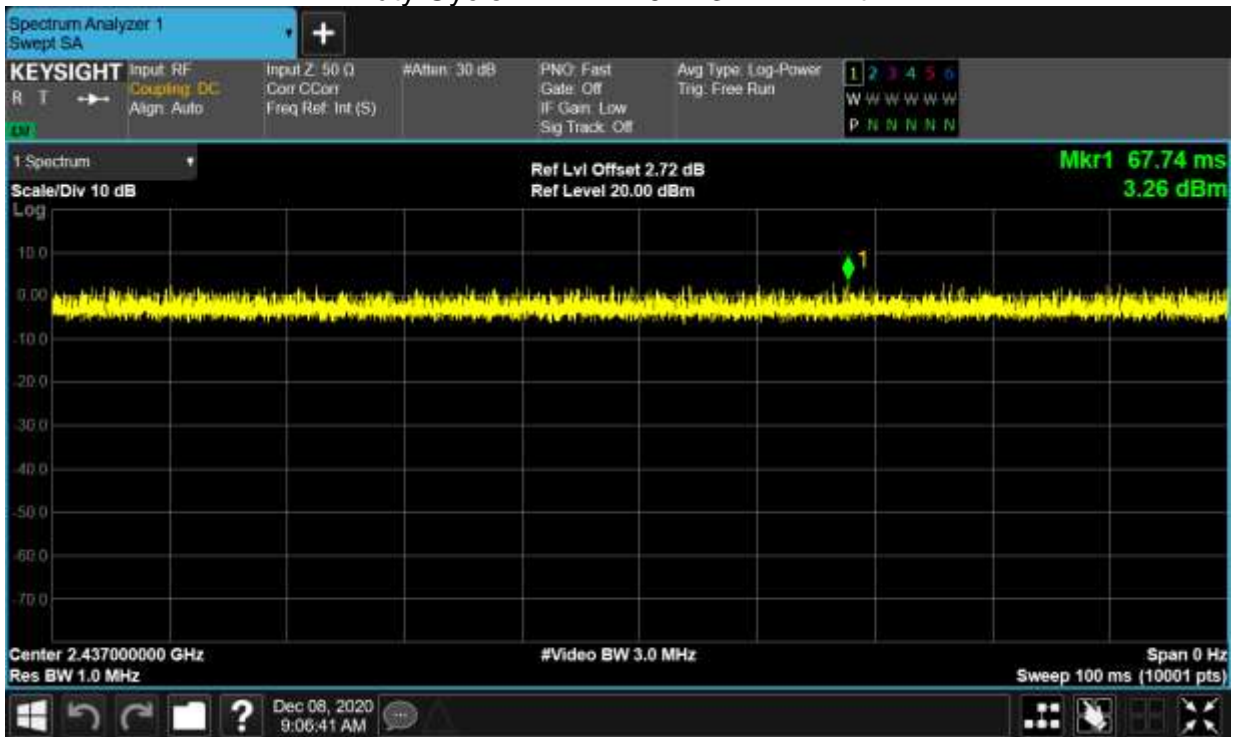 Spectrum Analyzer 1
Swept SA
+
KEYSIGHT
R T
Input: RF
Coupling: DC
Align: Auto
Input Z: 50 Ω
Corr CCorr
Freq Ref: Int (S)
#Atten: 30 dB
PNO: Fast
Gate: Off
IF Gain: Low
Sig Track: Off
Avg Type: Log-Power
Trig: Free Run
1 2 3 4 5 6
W W W W W W
P N N N N N
1 Spectrum
Scale/Div 10 dB
Log
Ref Lvl Offset 2.72 dB
Ref Level 20.00 dBm
Mkr1 67.74 ms
3.26 dBm
10.0
1
0.00
-10.0
-20.0
-30.0
-40.0
-50.0
-60.0
-70.0
Center 2.437000000 GHz
Res BW 1.0 MHz
#Video BW 3.0 MHz
Span 0 Hz
Sweep 100 ms (10001 pts)
?
Dec 08, 2020
9:06:41 AM